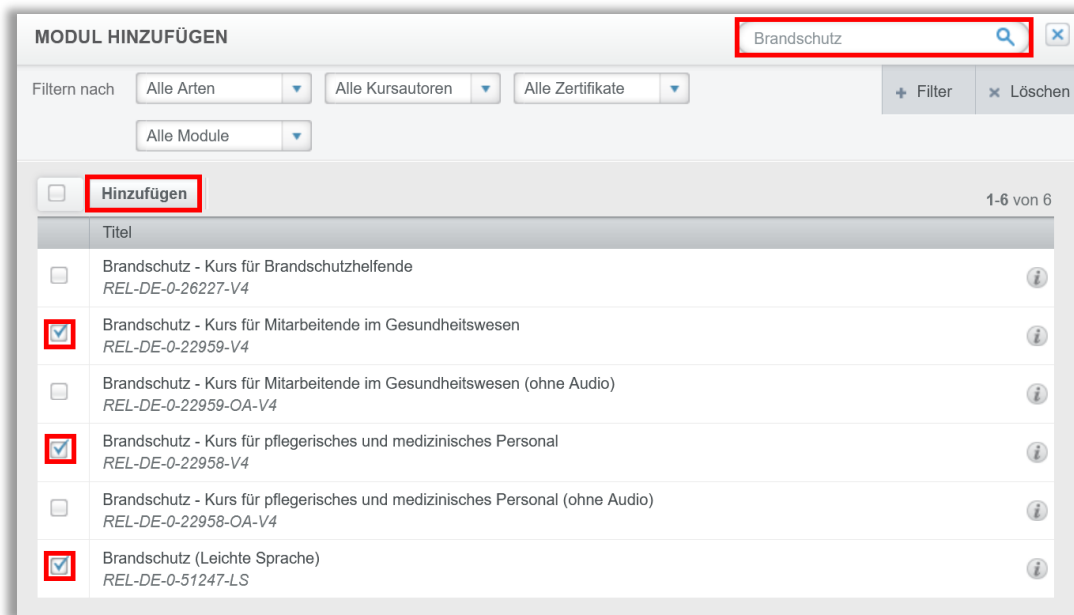 MODUL HINZUFÜGEN
Brandschutz
Filtern nach
Alle Arten
Alle Kursautoren
Alle Zertifikate
Filter
Löschen
Alle Module
Hinzufügen
1-6 von 6
Titel
Brandschutz - Kurs für Brandschutzhelfende
REL-DE-0-26227-V4
Brandschutz - Kurs für Mitarbeitende im Gesundheitswesen
REL-DE-0-22959-V4
Brandschutz - Kurs für Mitarbeitende im Gesundheitswesen (ohne Audio)
REL-DE-0-22959-OA-V4
Brandschutz - Kurs für pflegerisches und medizinisches Personal
REL-DE-0-22958-V4
Brandschutz - Kurs für pflegerisches und medizinisches Personal (ohne Audio)
REL-DE-0-22958-OA-V4
Brandschutz (Leichte Sprache)
REL-DE-0-51247-LS